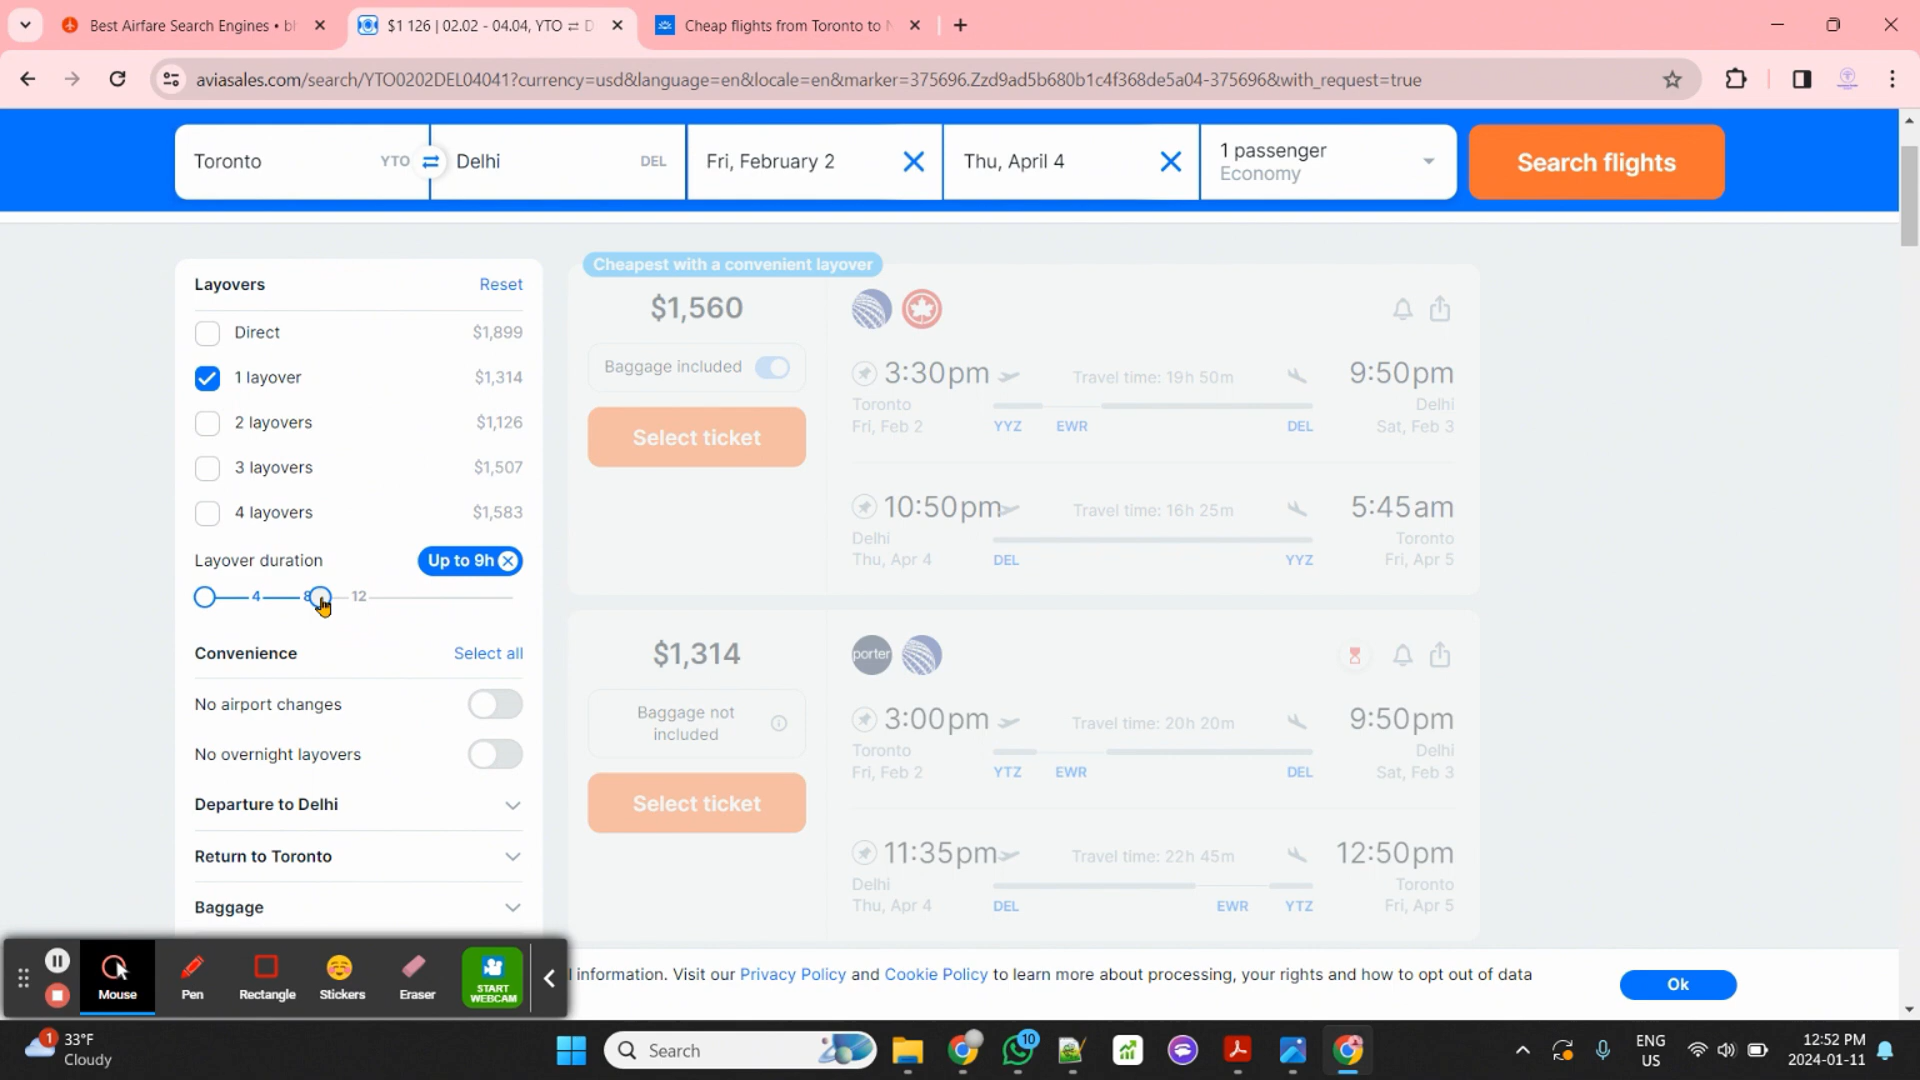 Best Airfare Search Engines • bl
$1 126 | 02.02 - 04.04, YTO ⇄ D
Cheap flights from Toronto to N
aviasales.com/search/YTO0202DEL04041?currency=usd&language=en&locale=en&marker=375696.Zzd9ad5b680b1c4f368de5a04-375696&with_request=true
Toronto YTO
Delhi DEL
Fri, February 2
Thu, April 4
1 passenger
Economy
Search flights
Layovers Reset
Direct $1,899
1 layover $1,314
2 layovers $1,126
3 layovers $1,507
4 layovers $1,583
Layover duration Up to 9h
4 8 12
Convenience Select all
No airport changes
No overnight layovers
Departure to Delhi
Return to Toronto
Baggage
Cheapest with a convenient layover
$1,560
Baggage included
Select ticket
3:30pm Travel time: 19h 50m 9:50pm
Toronto Delhi
Fri, Feb 2 YYZ EWR DEL Sat, Feb 3
10:50pm Travel time: 16h 25m 5:45am
Delhi Toronto
Thu, Apr 4 DEL YYZ Fri, Apr 5
$1,314
porter
Baggage not
included
Select ticket
3:00pm Travel time: 20h 20m 9:50pm
Toronto Delhi
Fri, Feb 2 YTZ EWR DEL Sat, Feb 3
11:35pm Travel time: 22h 45m 12:50pm
Delhi Toronto
Thu, Apr 4 DEL EWR YTZ Fri, Apr 5
information. Visit our Privacy Policy and Cookie Policy to learn more about processing, your rights and how to opt out of data
Ok
Mouse
Pen
Rectangle
Stickers
Eraser
START
WEBCAM
1
33°F
Cloudy
Search
10
ENG
US
12:52 PM
2024-01-11